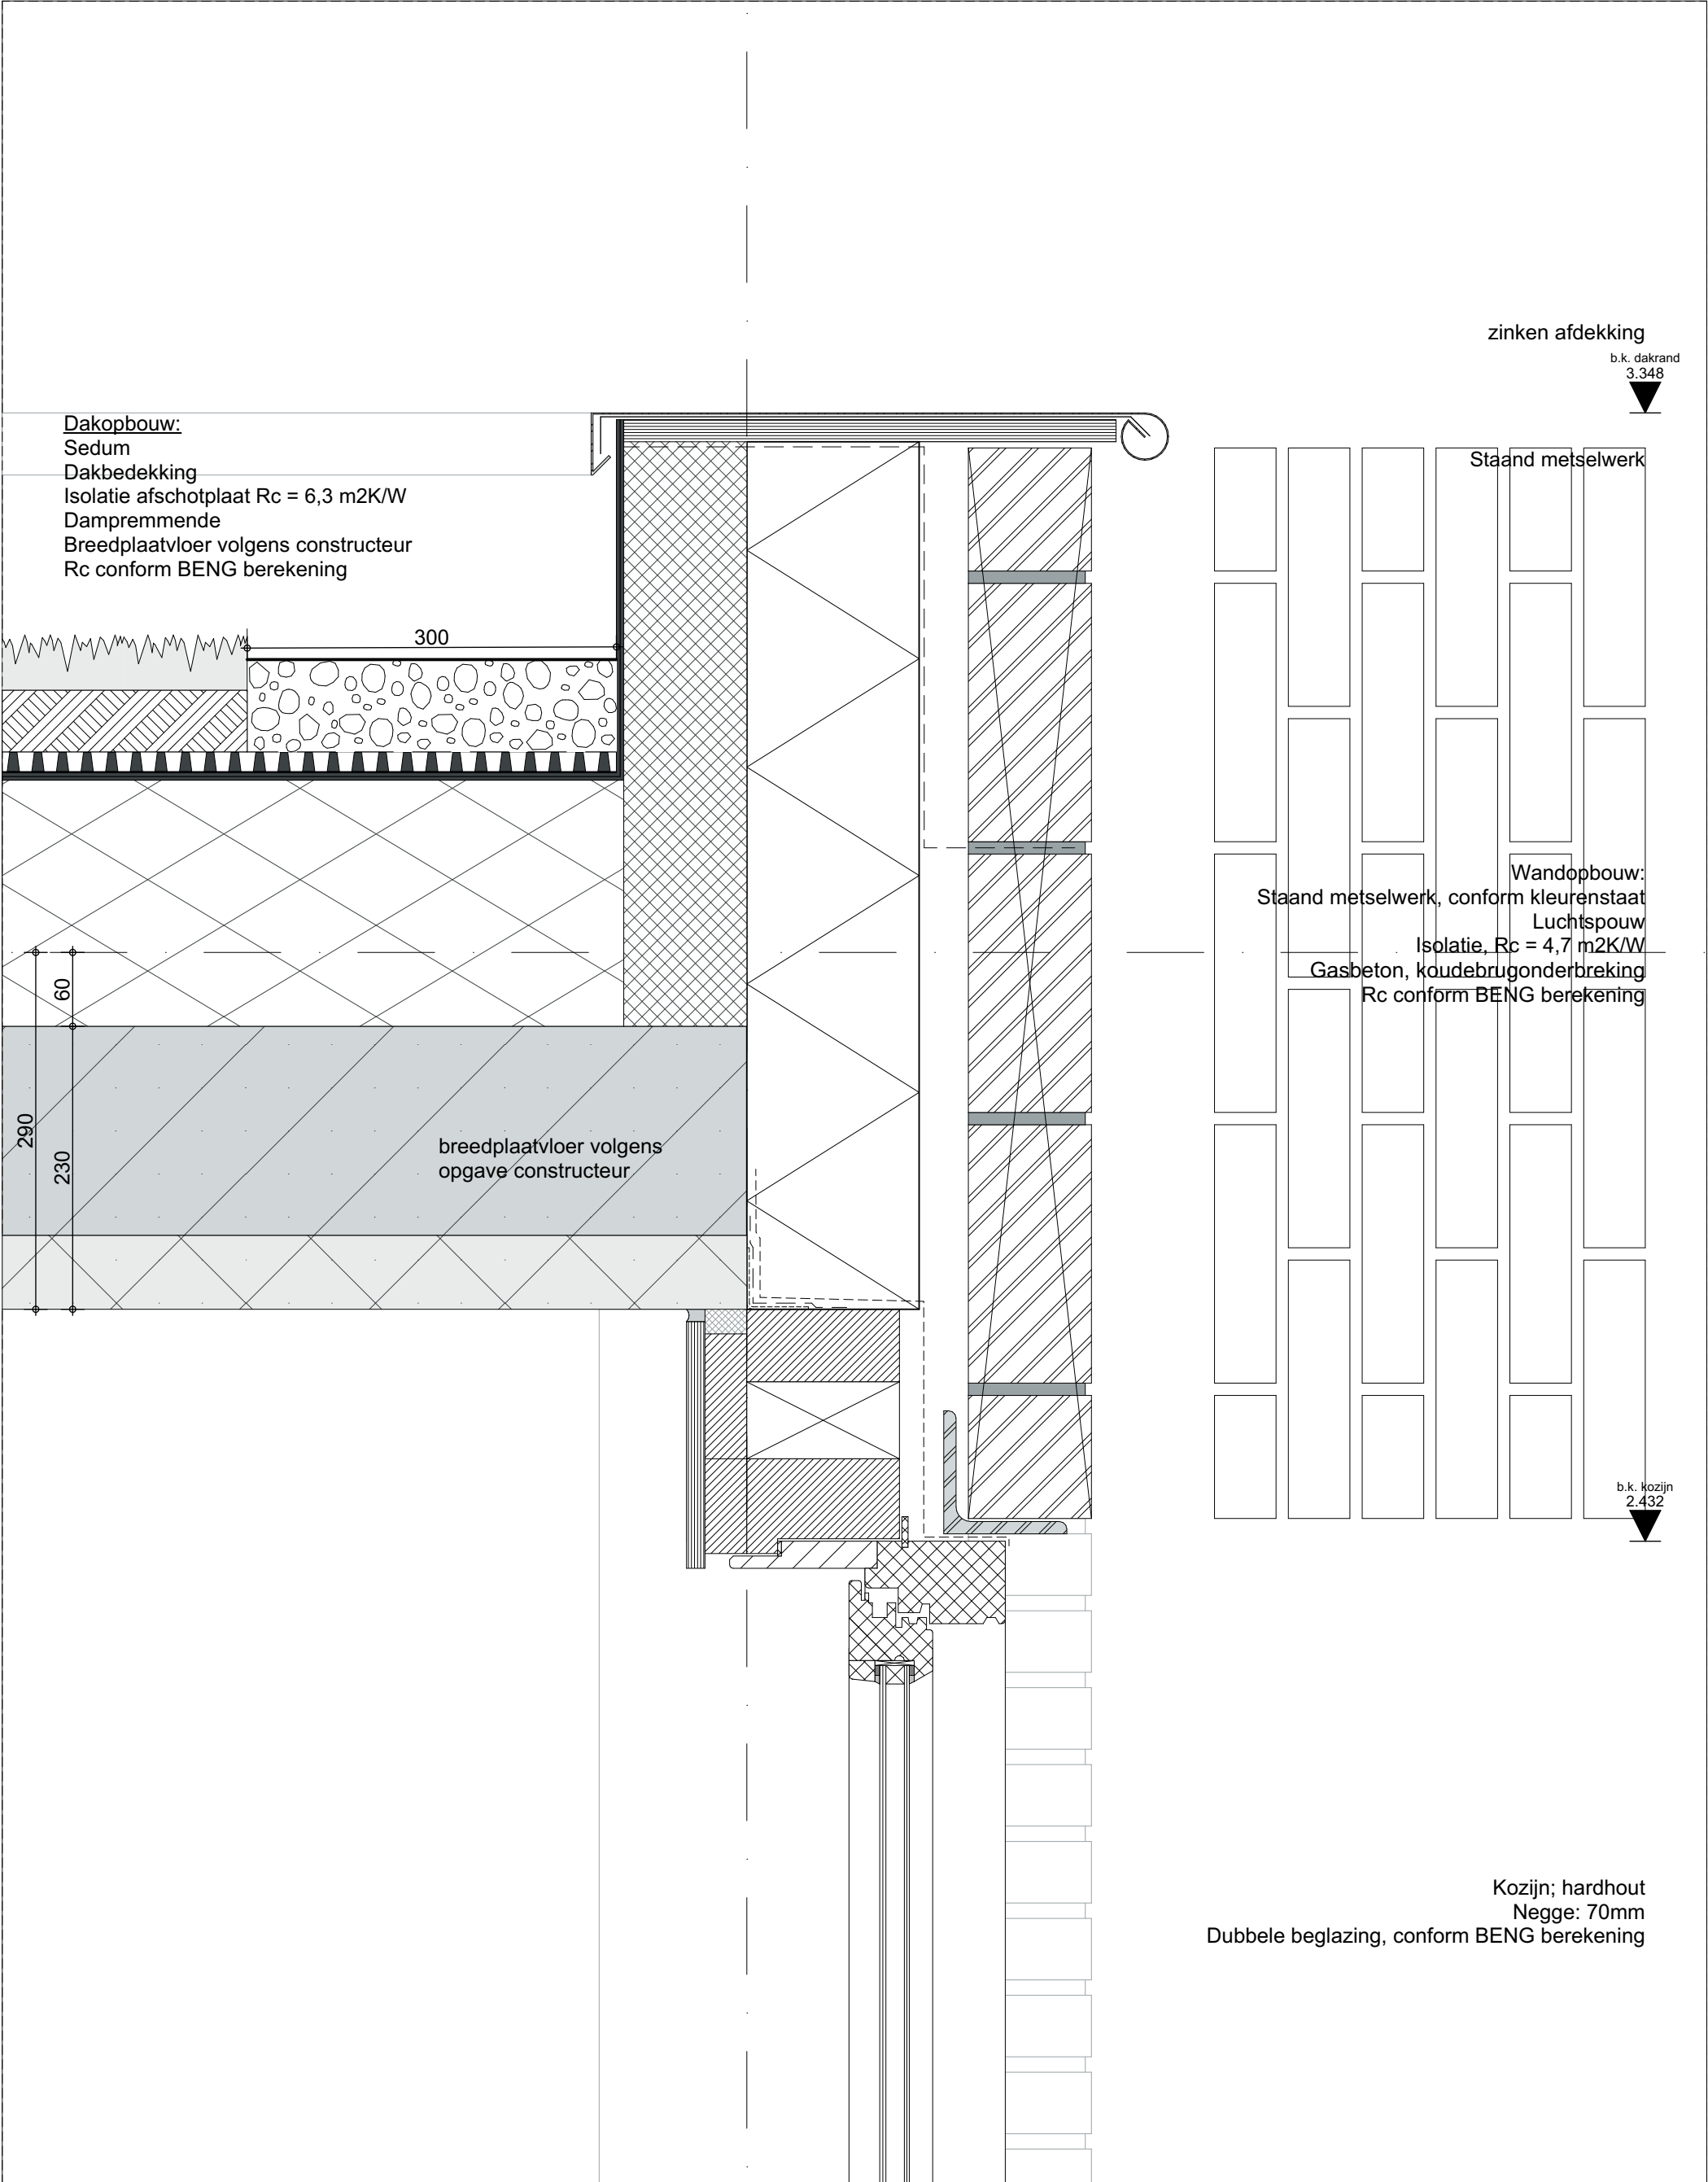 zinken afdekking
b.k. dakrand
3.348
Dakopbouw:
Sedum
Dakbedekking
Isolatie afschotplaat Rc = 6,3 m2K/W
Dampremmende
Breedplaatvloer volgens constructeur
Rc conform BENG berekening
Staand metselwerk
300
Wandopbouw:
Staand metselwerk, conform kleurenstaat
Luchtspouw
Isolatie, Rc = 4,7 m2K/W
Gasbeton, koudebrugonderbreking
Rc conform BENG berekening
60
290
230
breedplaatvloer volgens
opgave constructeur
b.k. kozijn
2.432
Kozijn; hardhout
Negge: 70mm
Dubbele beglazing, conform BENG berekening